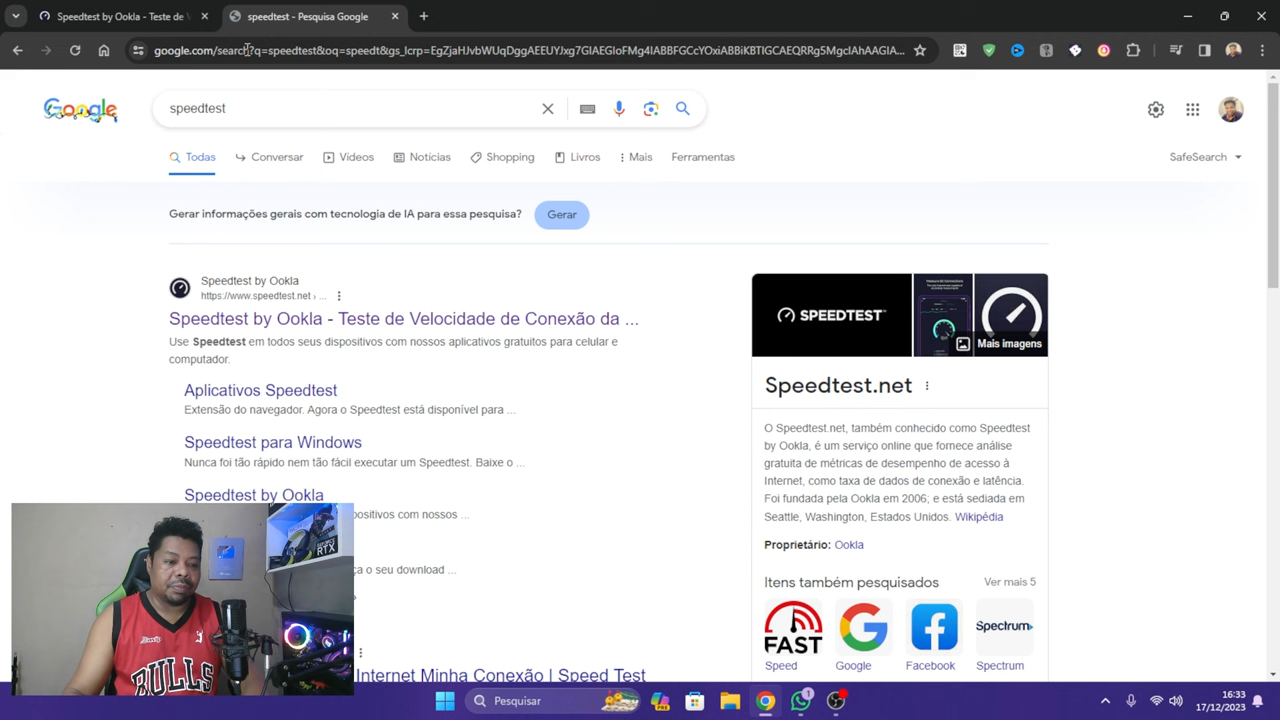 Speedtest by Ookla - Teste de V
speedtest - Pesquisa Google
google.com/search?q=speedtest&oq=speedt&gs_lcrp=
Google
speedtest
Todas
Conversar
Vídeos
Notícias
Shopping
Livros
Mais
Ferramentas
SafeSearch
Gerar informações gerais com tecnologia de IA para essa pesquisa?
Gerar
Speedtest by Ookla
https://www.speedtest.net › ...
Speedtest by Ookla - Teste de Velocidade de Conexão da ...
Use Speedtest em todos seus dispositivos com nossos aplicativos gratuitos para celular e
computador.
Aplicativos Speedtest
Extensão do navegador. Agora o Speedtest está disponível para ...
Speedtest para Windows
Nunca foi tão rápido nem tão fácil executar um Speedtest. Baixe o ...
Speedtest by Ookla
positivos com nossos ...
ça o seu download ...
Internet Minha Conexão | Speed Test
SPEEDTEST
Mais imagens
Speedtest.net
O Speedtest.net, também conhecido como Speedtest
by Ookla, é um serviço online que fornece análise
gratuita de métricas de desempenho de acesso à
Internet, como taxa de dados de conexão e latência.
Foi fundada pela Ookla em 2006; e está sediada em
Seattle, Washington, Estados Unidos. Wikipédia
Proprietário: Ookla
Itens também pesquisados
Ver mais 5
FAST
Spectrum
Speed
Google
Facebook
Spectrum
RTX
BULLS
Pesquisar
PRE
1
16:33
17/12/2023